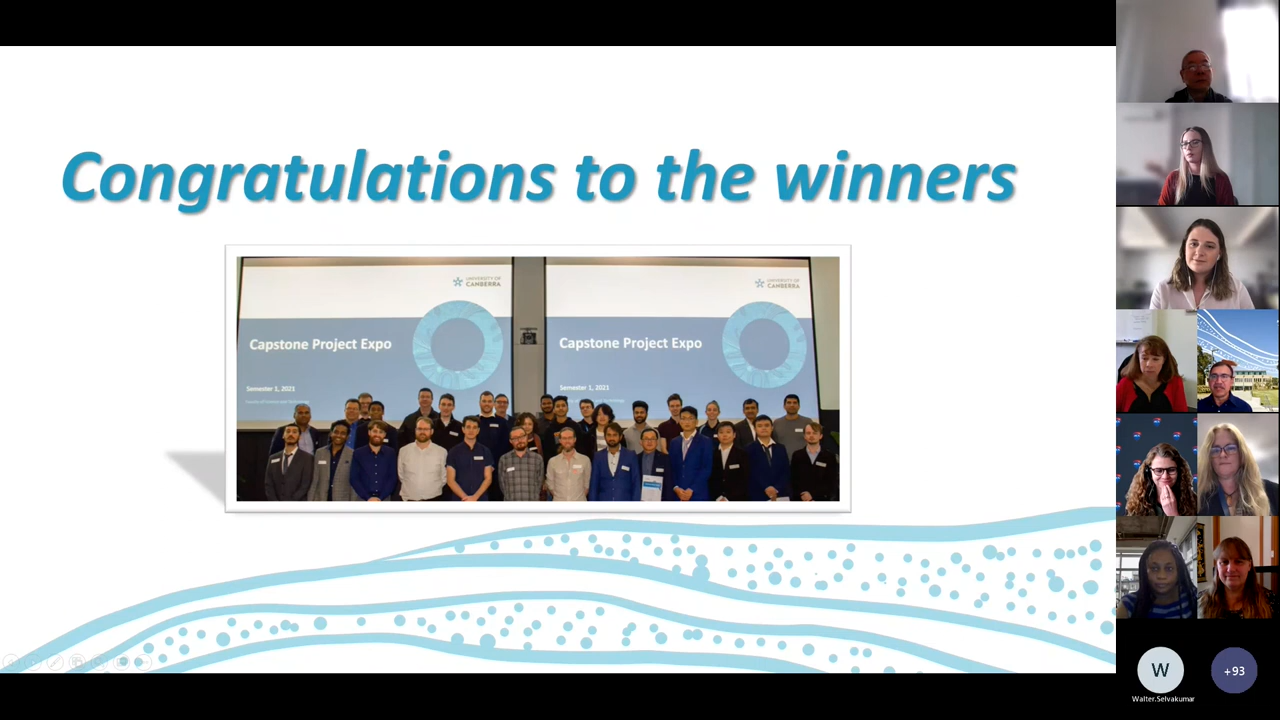 Congratulations to the winners
UNIVERSITY OF
CANBERRA
UNIVERSITY OF
CANBERRA
Capstone Project Expo
Capstone Project Expo
Semester 1, 2021
Semester 1, 2021
W
+93
Walter.Selvakumar